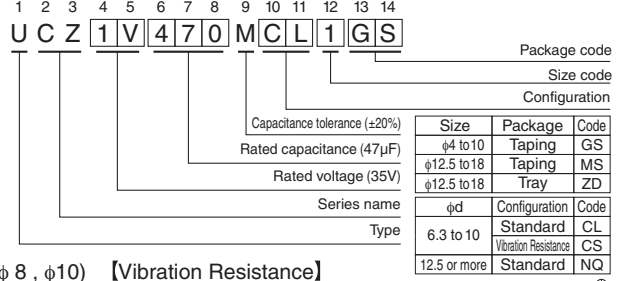 1 2 3 4 5 6 7 8 9 10 11 12 13 14
U C Z 1 V 4 7 0 M C L 1 G S
Package code
Size code
Configuration
Capacitance tolerance (±20%)
Rated capacitance (47µF)
Rated voltage (35V)
Series name
Type
Size Package Code
ϕ4 to10 Taping GS
ϕ12.5 to18 Taping MS
ϕ12.5 to18 Tray ZD
ϕd Configuration Code
6.3 to 10 Standard CL
Vibration Resistance CS
12.5 or more Standard NQ
ϕ 8 , ϕ10) 【Vibration Resistance】